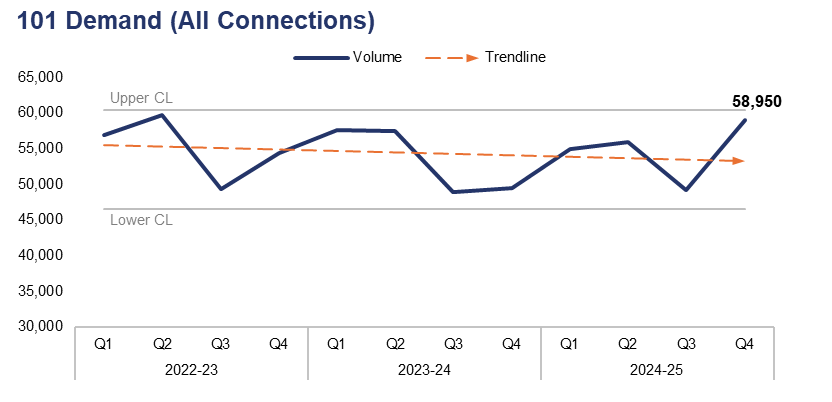 101 Demand (All Connections)
Volume Trendline
65,000
Upper CL
60,000
58,950
55,000
50,000
45,000
Lower CL
40,000
35,000
30,000
Q1 Q2 Q3 Q4 Q1 Q2 Q3 Q4 Q1 Q2 Q3 Q4
2022-23 2023-24 2024-25